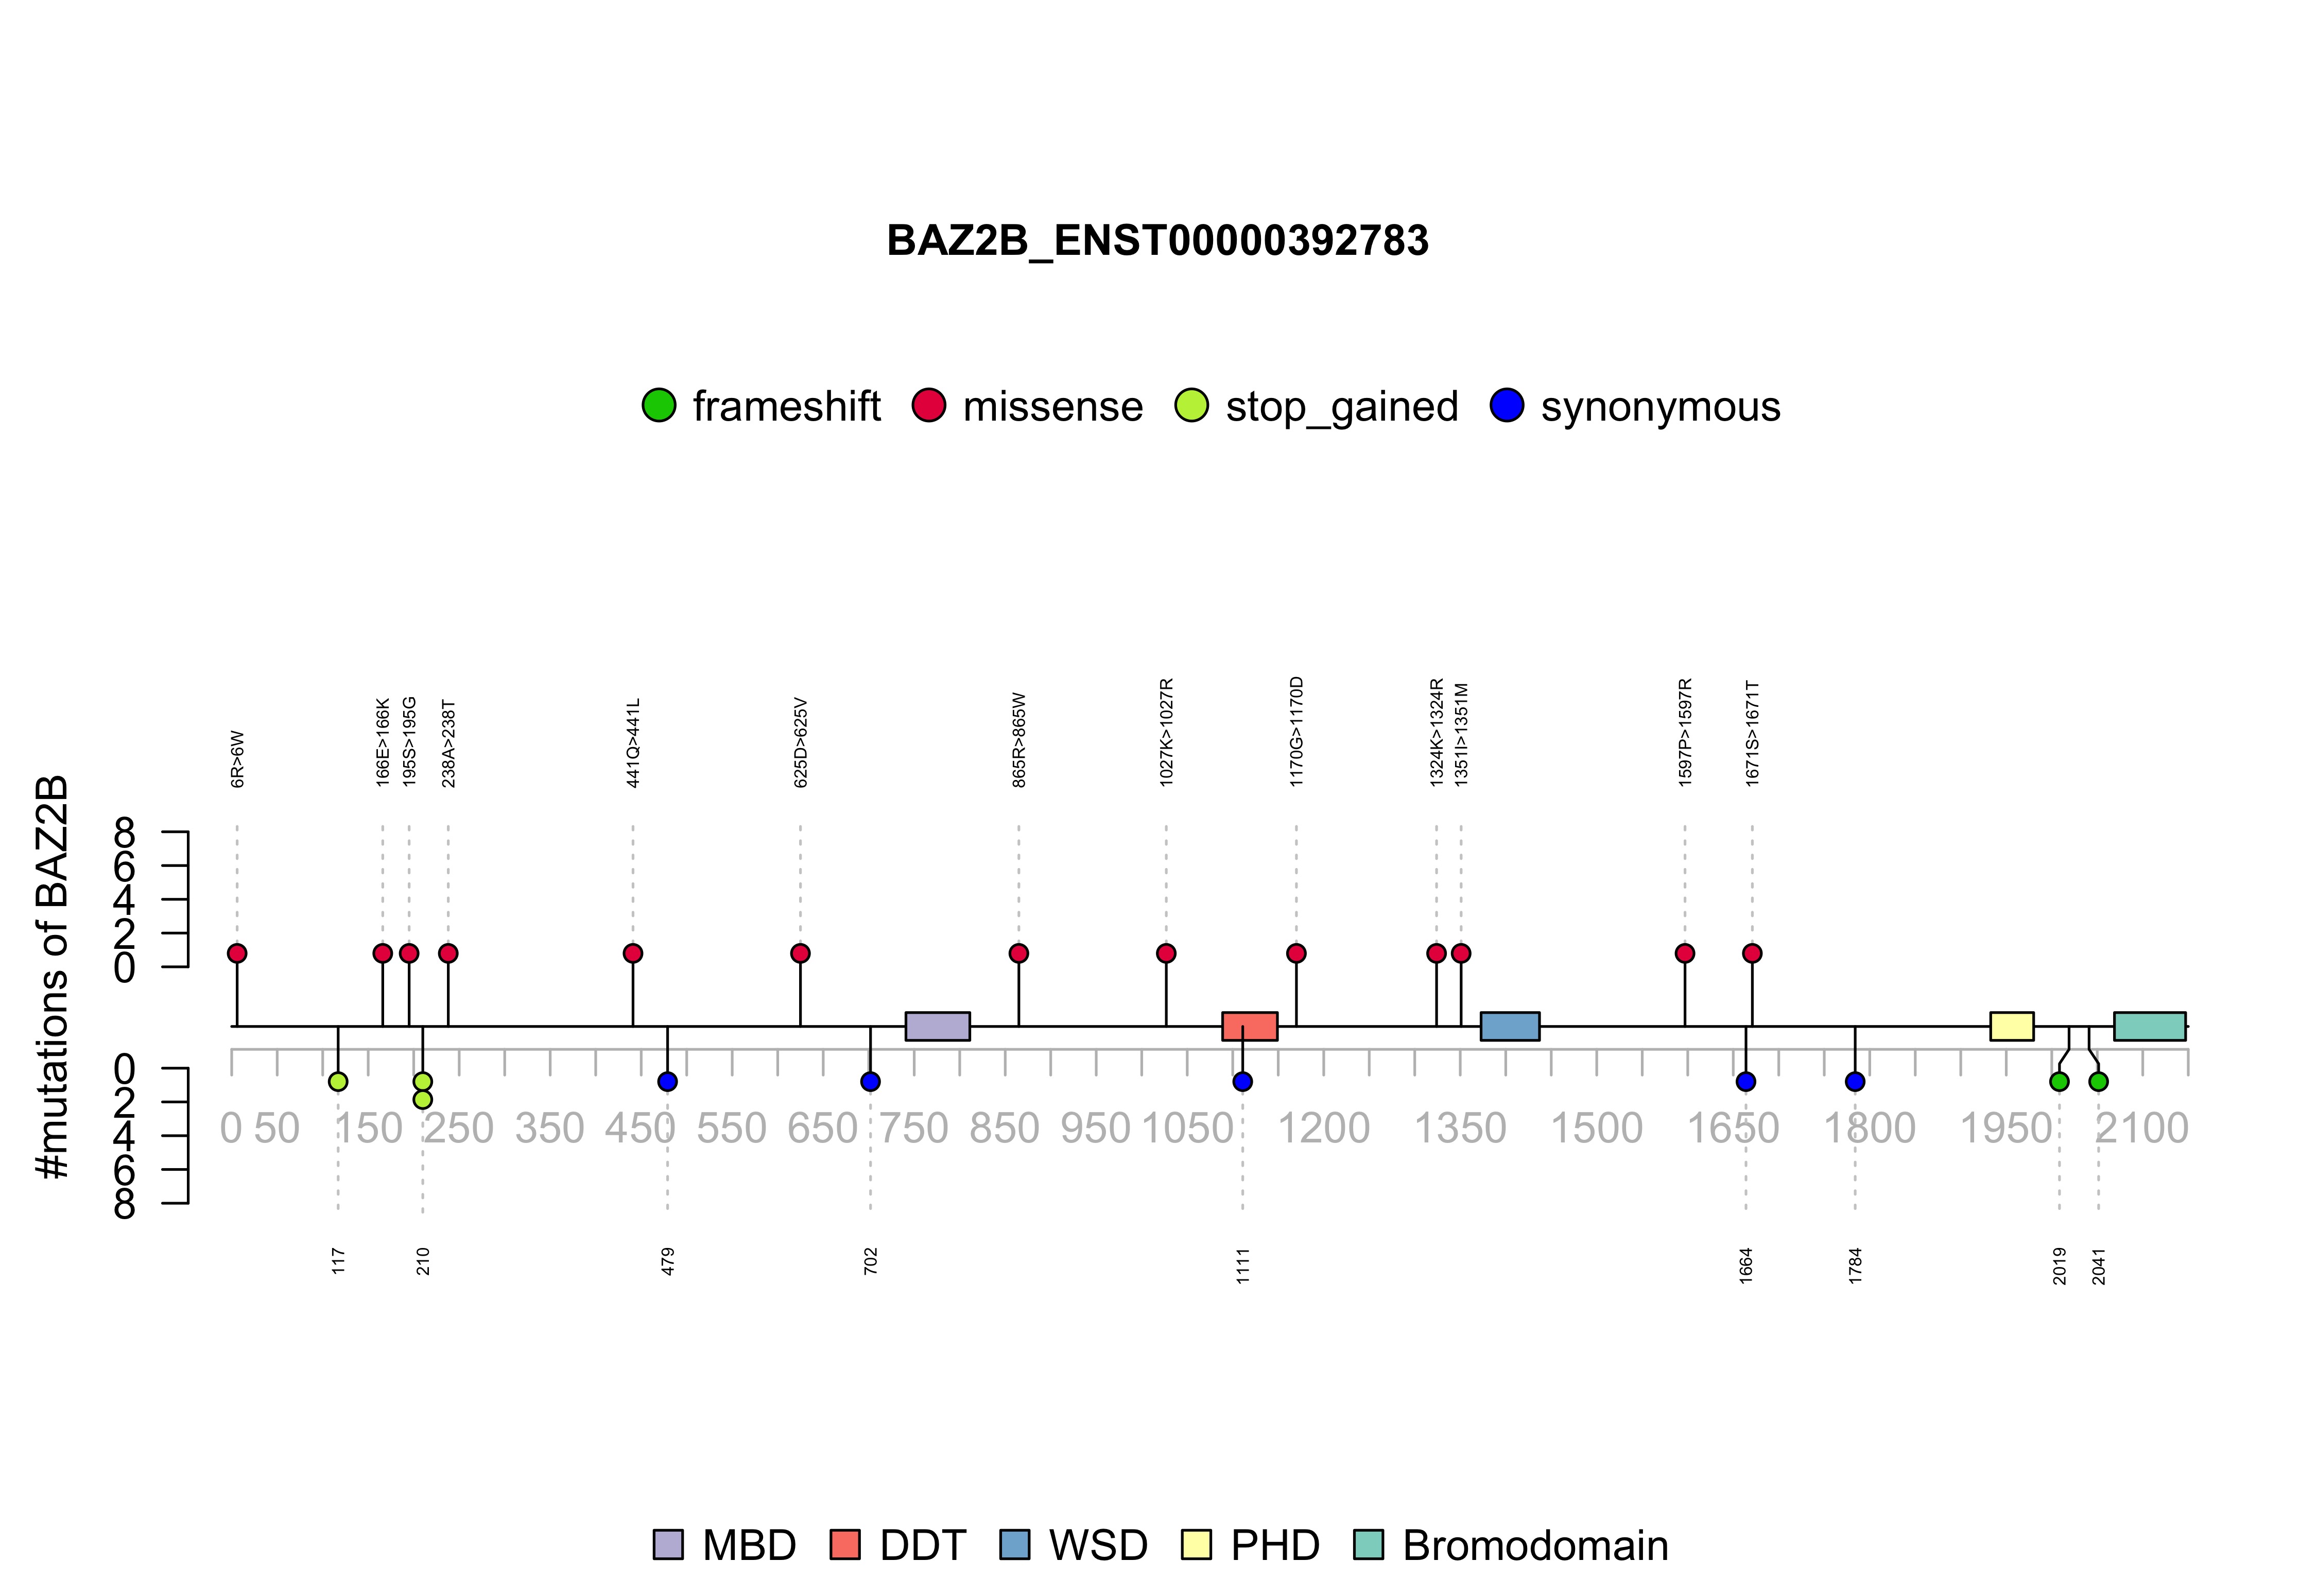 BAZ2B_ENST00000392783
frameshift missense stop_gained synonymous
6R>6W 166E>166K 195S>195G 238A>238T 441Q>441L 625D>625V 865R>865W 1027K>1027R 1170G>1170D 1324K>1324R 1351I>1351M 1597P>1597R 1671S>1671T
#mutations of BAZ2B
8
6
4
2
0
0
2
4
6
8
0 50 150 250 350 450 550 650 750 850 950 1050 1200 1350 1500 1650 1800 1950 2100
117 210 479 702 1111 1664 1784 2019 2041
MBD DDT WSD PHD Bromodomain